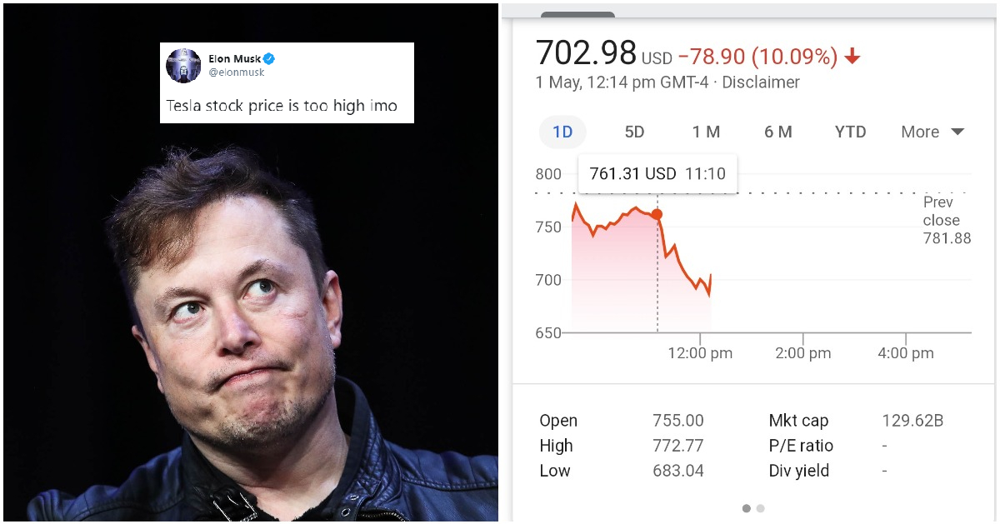 Elon Musk
@elonmusk
Tesla stock price is too high imo
702.98 USD −78.90 (10.09%)
1 May, 12:14 pm GMT-4 · Disclaimer
1D 5D 1 M 6 M YTD More
761.31 USD 11:10
800
Prev
close
781.88
750
700
650
12:00 pm 2:00 pm 4:00 pm
Open 755.00 Mkt cap 129.62B
High 772.77 P/E ratio -
Low 683.04 Div yield -